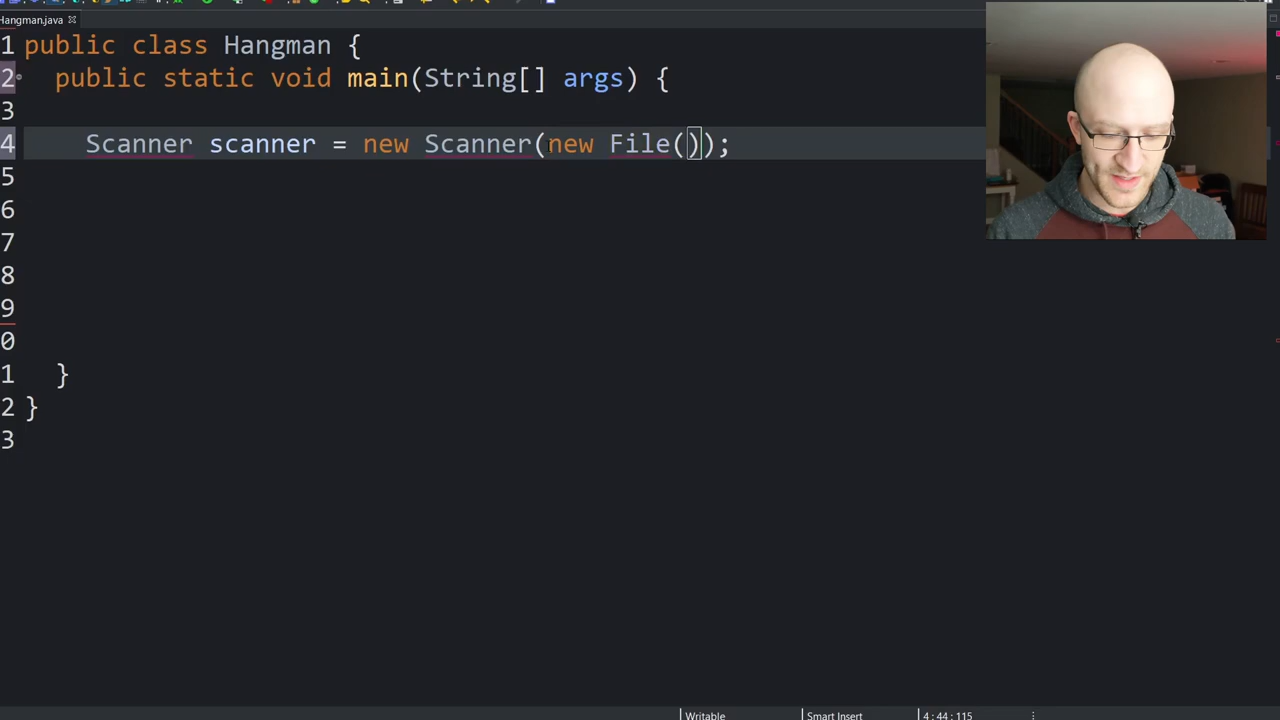 Hangman.java
1 public class Hangman {
2 public static void main(String[] args) {
3
4 Scanner scanner = new Scanner(new File());
5
6
7
8
9
0
1 }
2 }
3
Writable Smart Insert 4 : 44 : 115